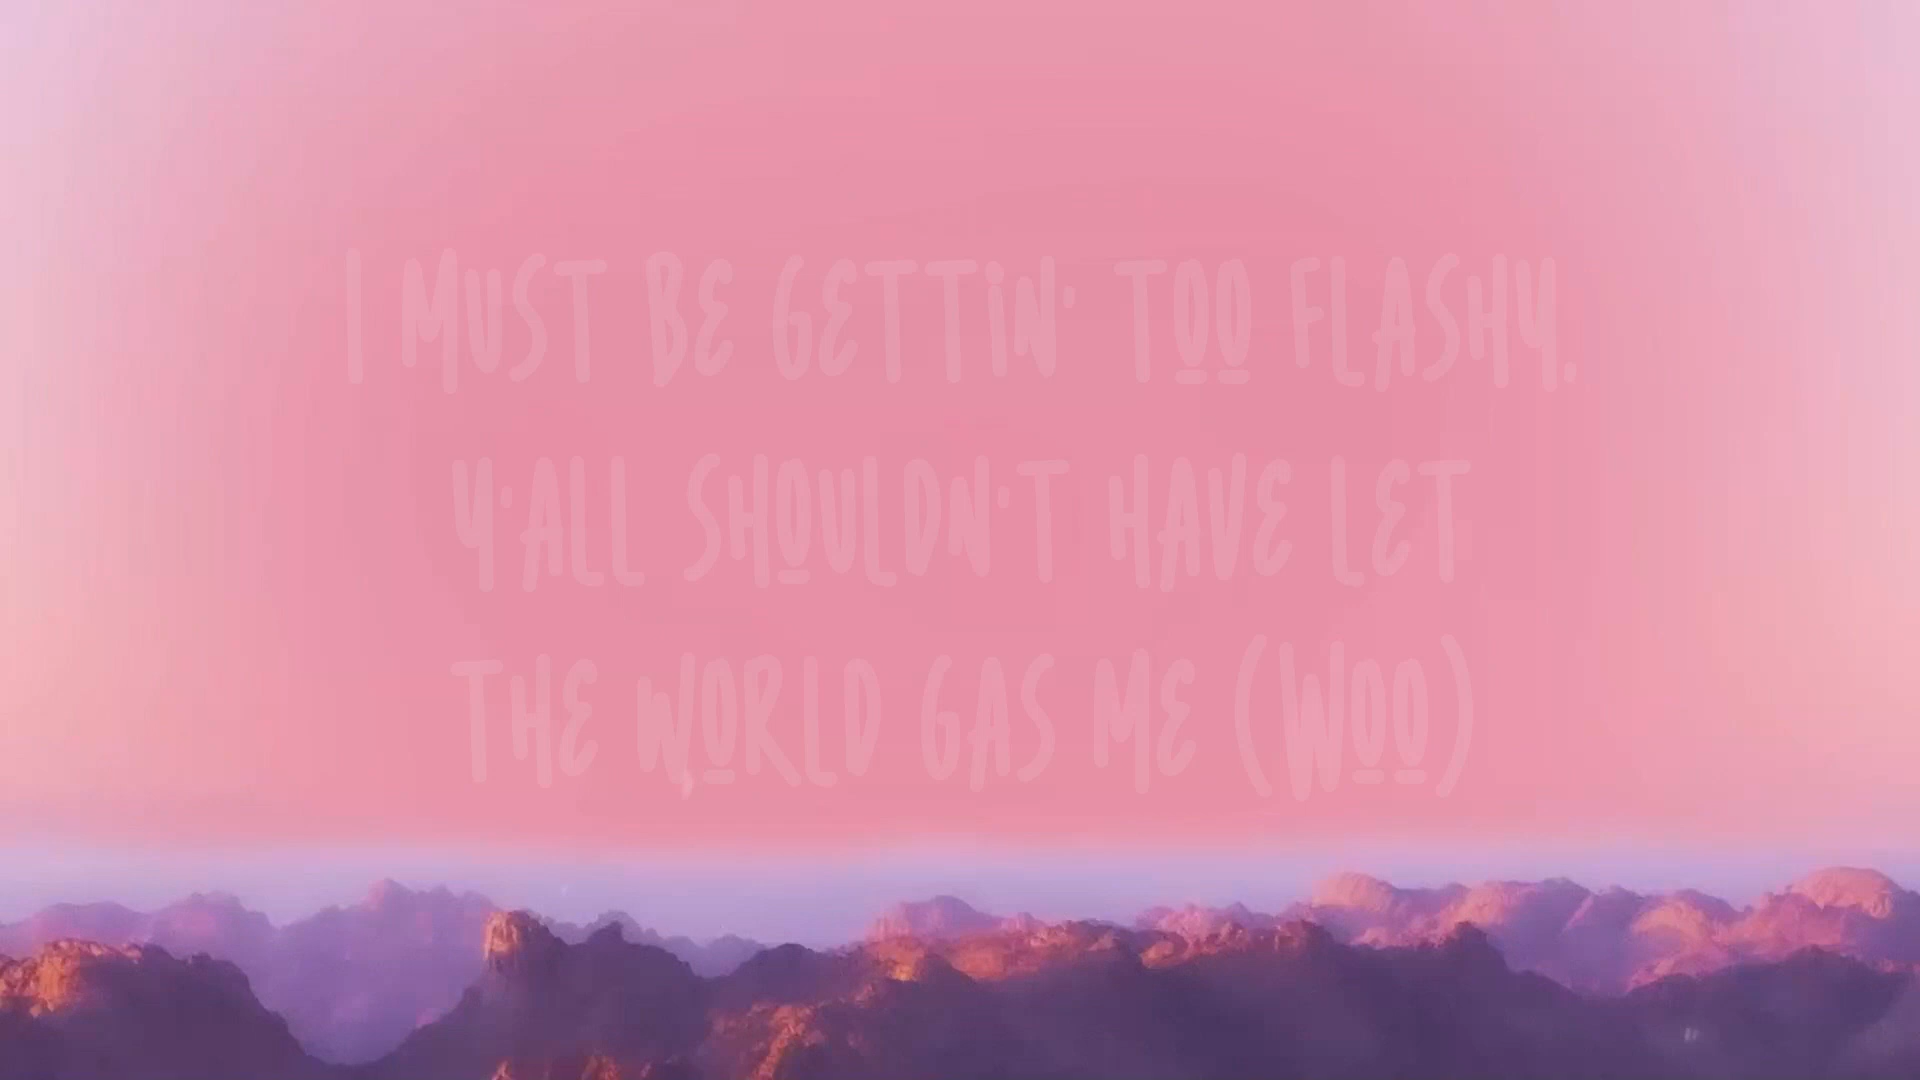 I MUST BE GETTIN' TOO FLASHY,
Y'ALL SHOULDN'T HAVE LET
THE WORLD GAS ME (WOO)